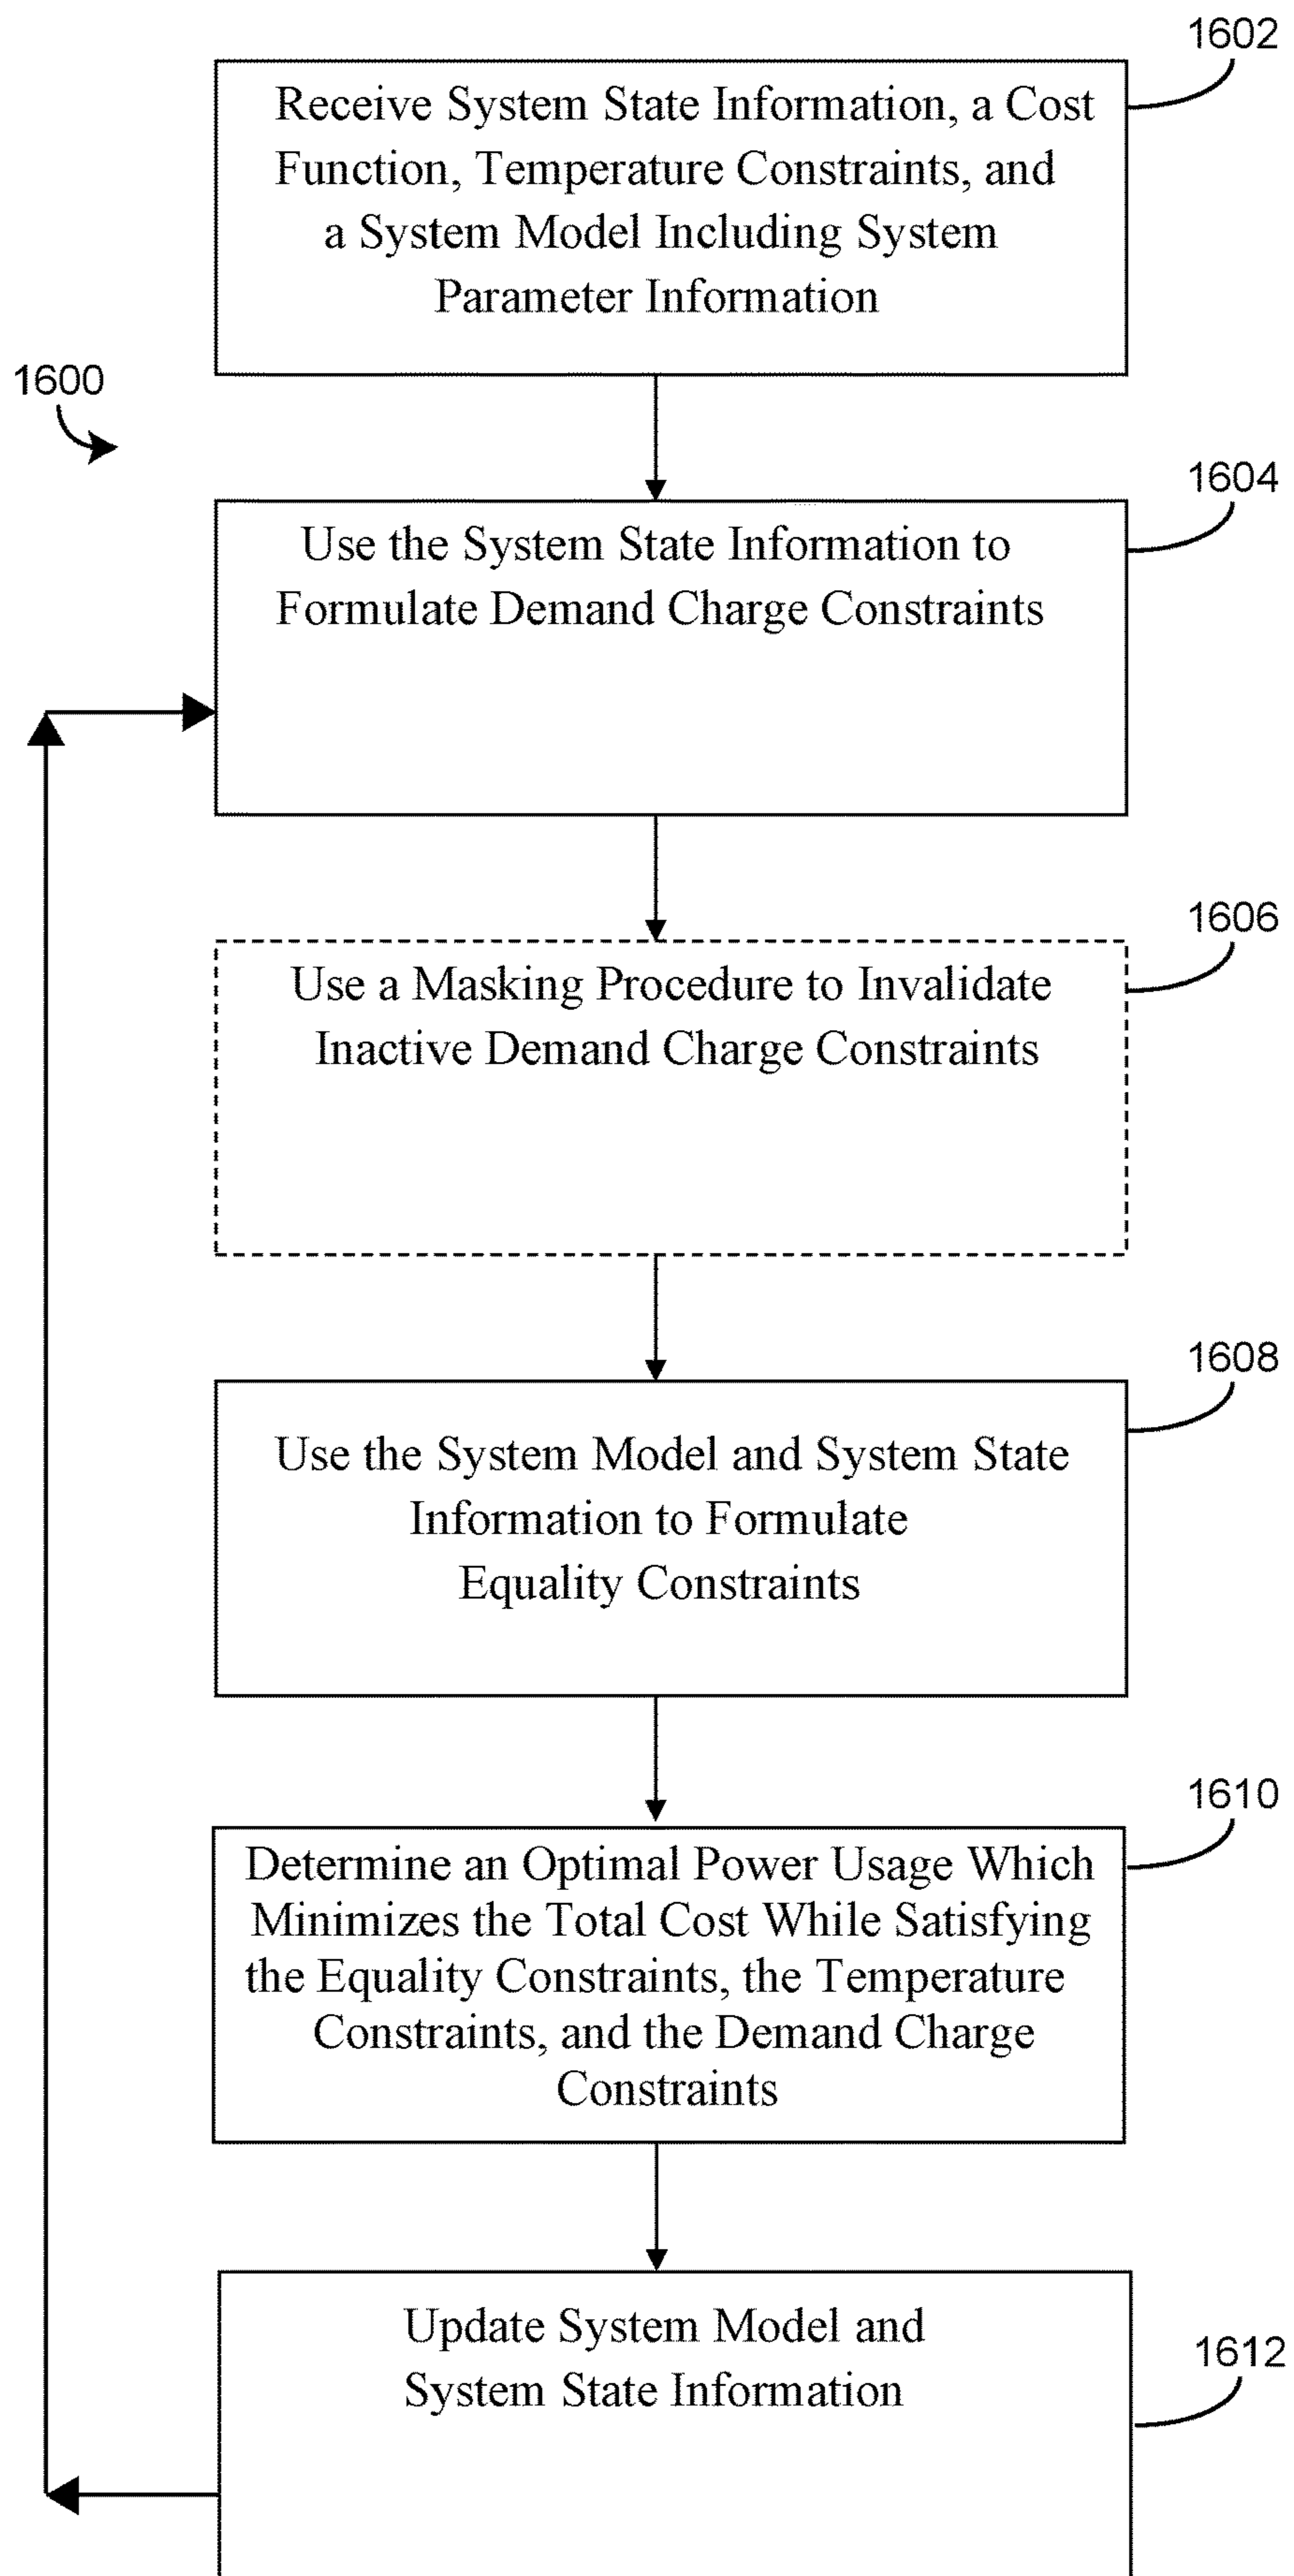 1602
Receive System State Information, a Cost
Function, Temperature Constraints, and
a System Model Including System
Parameter Information
1600
1604
Use the System State Information to
Formulate Demand Charge Constraints
1606
Use a Masking Procedure to Invalidate
Inactive Demand Charge Constraints
1608
Use the System Model and System State
Information to Formulate
Equality Constraints
1610
Determine an Optimal Power Usage Which
Minimizes the Total Cost While Satisfying
the Equality Constraints, the Temperature
Constraints, and the Demand Charge
Constraints
Update System Model and
1612
System State Information